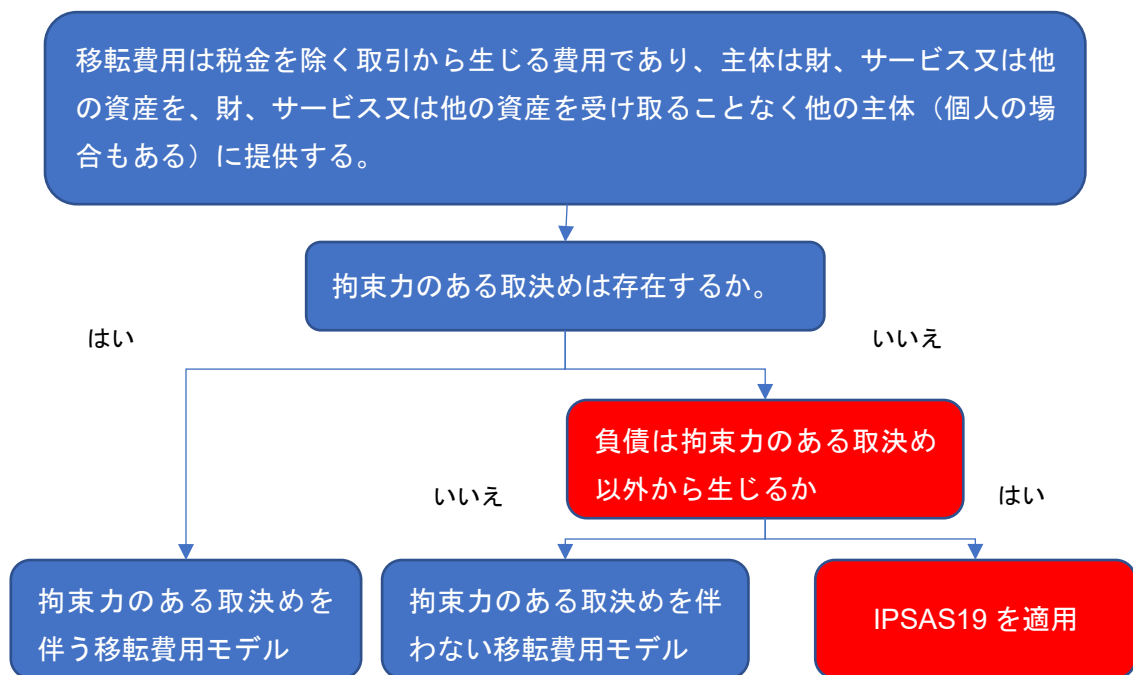 移転費用は税金を除く取引から生じる費用であり、主体は財、サービス又は他
の資産を、財、サービス又は他の資産を受け取ることなく他の主体（個人の場
合もある）に提供する。
拘束力のある取決めは存在するか。
はい
いいえ
負債は拘束力のある取決め
以外から生じるか
いいえ
はい
拘束力のある取決めを
伴う移転費用モデル
拘束力のある取決めを伴
わない移転費用モデル
IPSAS19 を適用